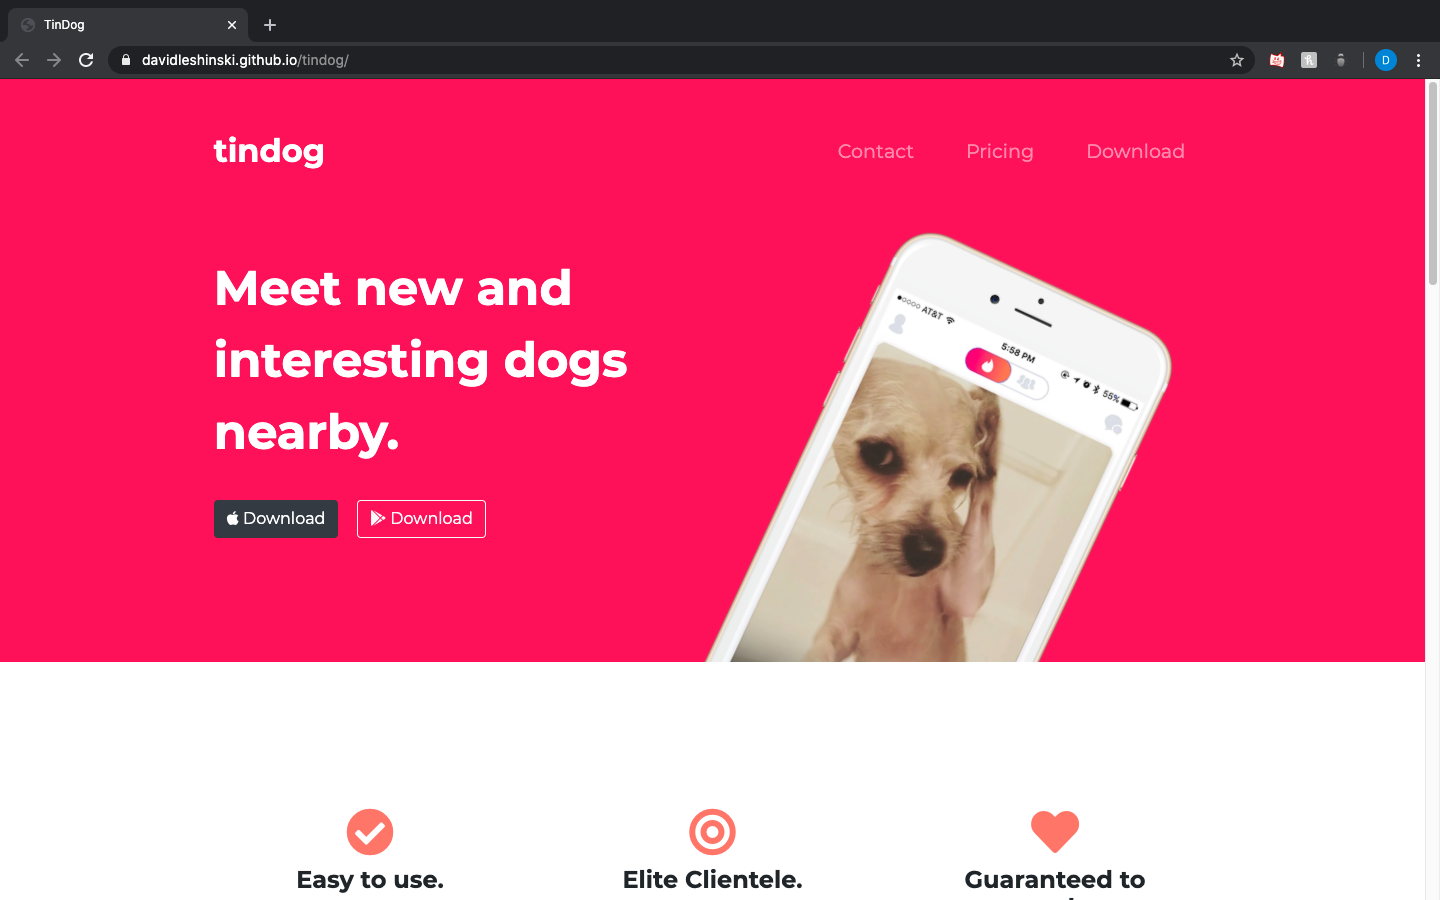 TinDog
davidleshinski.github.io/tindog/
D
tindog
Contact Pricing Download
Meet new and
interesting dogs
nearby.
Download Download
AT&T
5:58 PM
55%
Easy to use. Elite Clientele. Guaranteed to